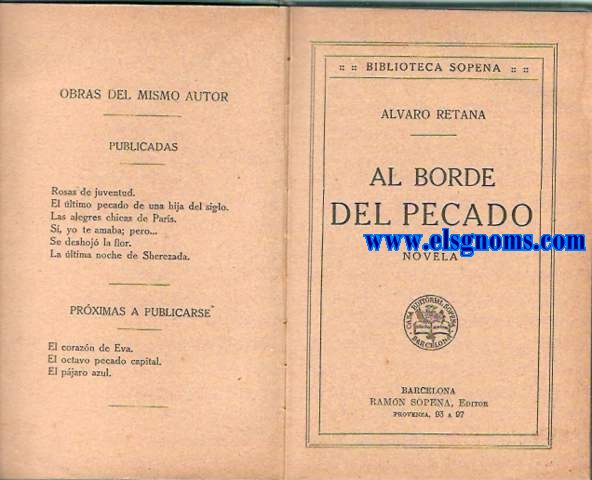 OBRAS DEL MISMO AUTOR
PUBLICADAS
Rosas de juventud.
El último pecado de una hija del siglo.
Las alegres chicas de París.
Sí, yo te amaba; pero...
Se deshojó la flor.
La última noche de Sherezada.
PRÓXIMAS A PUBLICARSE
El corazón de Eva.
El octavo pecado capital.
El pájaro azul.
:: :: BIBLIOTECA SOPENA :: ::
ALVARO RETANA
AL BORDE
DEL PECADO
www.elsgnoms.com
NOVELA
CASA EDITORIAL SOPENA
BARCELONA
BARCELONA
RAMÓN SOPENA, Editor
PROVENZA, 93 A 97